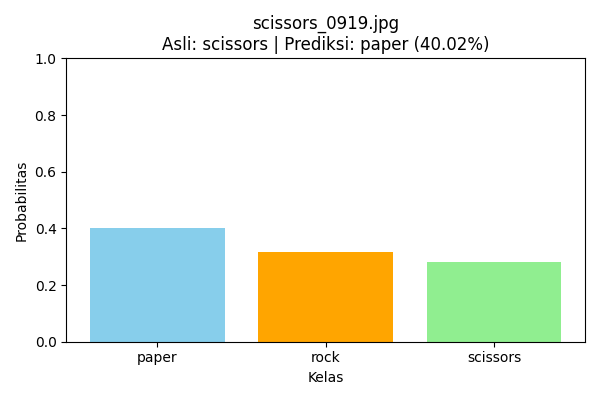 scissors_0919.jpg
Asli: scissors | Prediksi: paper (40.02%)
1.0
0.8
0.6
0.4
0.2
0.0
Probabilitas
paper rock scissors
Kelas